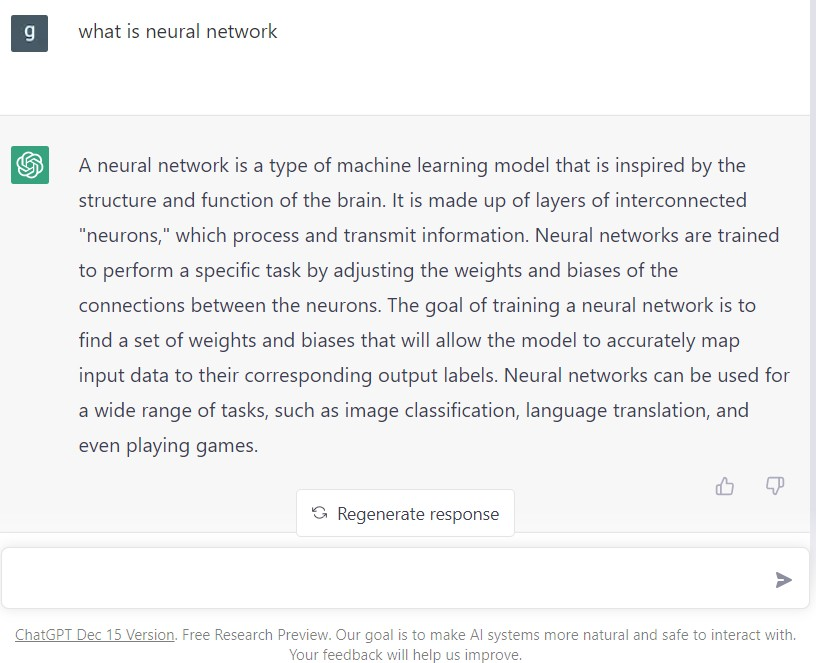 g
what is neural network
A neural network is a type of machine learning model that is inspired by the
structure and function of the brain. It is made up of layers of interconnected
"neurons," which process and transmit information. Neural networks are trained
to perform a specific task by adjusting the weights and biases of the
connections between the neurons. The goal of training a neural network is to
find a set of weights and biases that will allow the model to accurately map
input data to their corresponding output labels. Neural networks can be used for
a wide range of tasks, such as image classification, language translation, and
even playing games.
Regenerate response
ChatGPT Dec 15 Version. Free Research Preview. Our goal is to make AI systems more natural and safe to interact with.
Your feedback will help us improve.